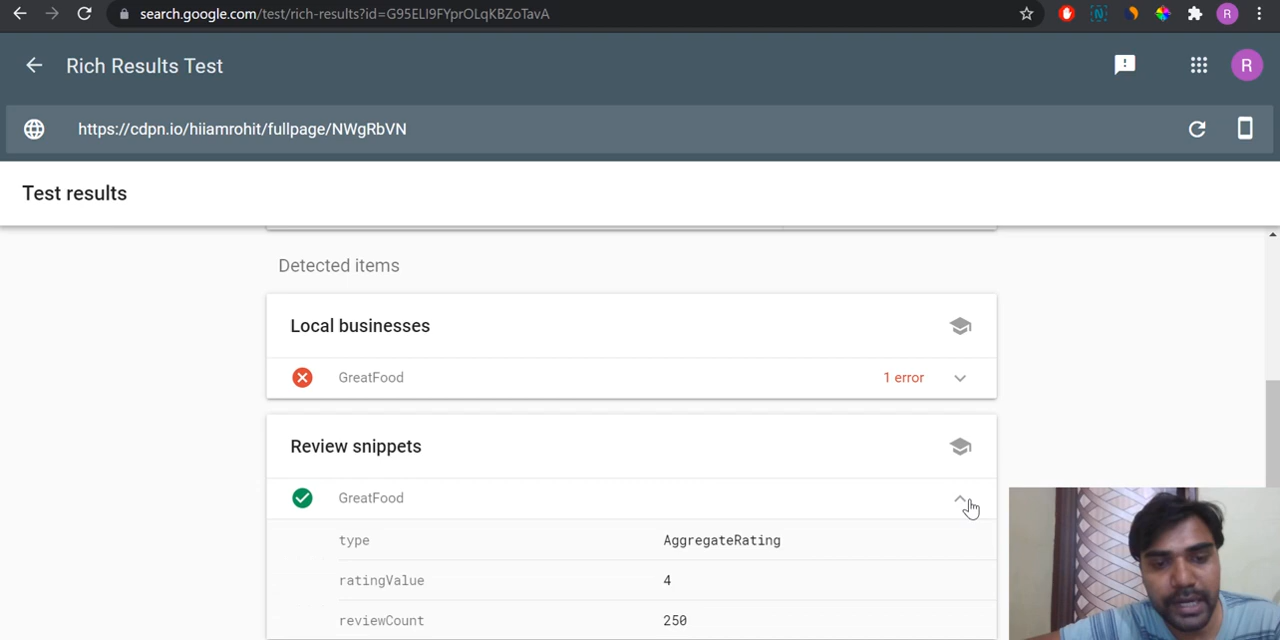 search.google.com/test/rich-results?id=G95ELI9FYprOLqKBZoTavA
R
Rich Results Test
R
https://cdpn.io/hiiamrohit/fullpage/NWgRbVN
Test results
Detected items
Local businesses
GreatFood 1 error
Review snippets
GreatFood
type AggregateRating
ratingValue 4
reviewCount 250